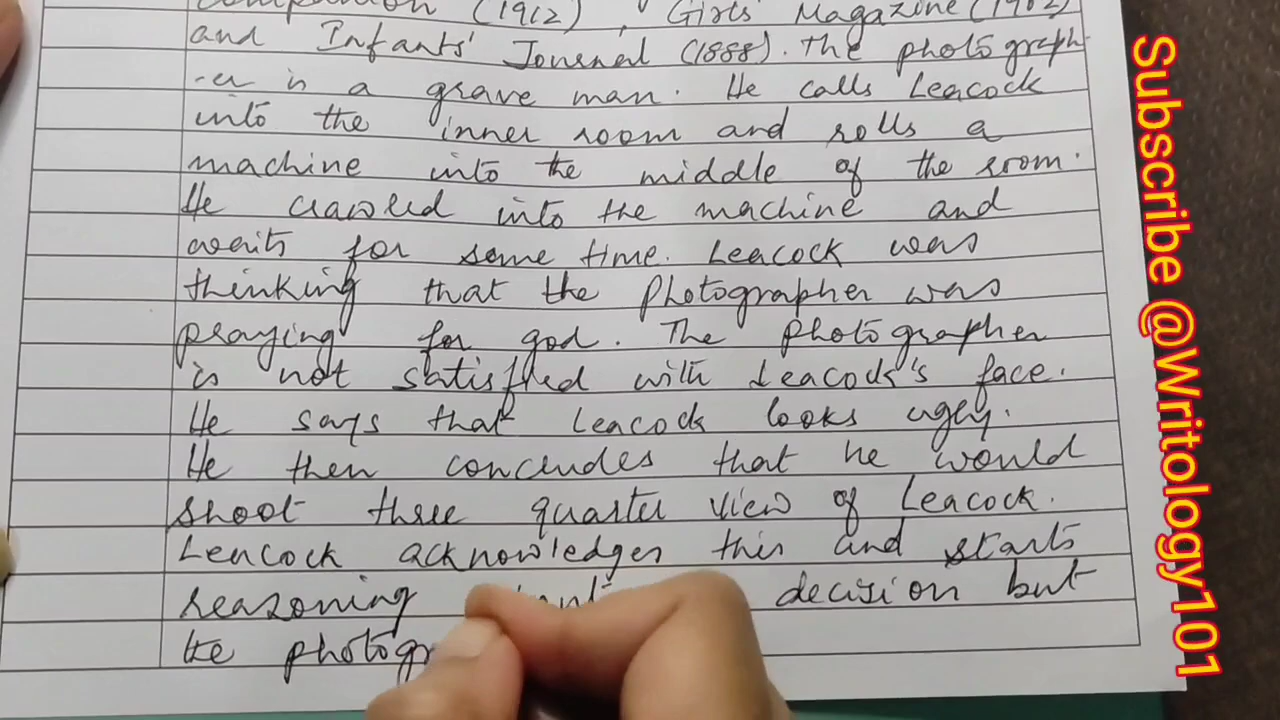 Companion (1912), Girls' Magazine (1902)
and Infants' Journal (1888). The photograph
-er is a grave man. He calls Leacock
into the inner room and rolls a
machine into the middle of the room.
He crawled into the machine and
waits for some time. Leacock was
thinking that the photographer was
praying for god. The photographer
is not satisfied with Leacock's face.
He says that Leacock looks ugly.
He then concludes that he would
shoot three quarter view of Leacock.
Leacock acknowledges this and starts
reasoning decision but
the photogr
Subscribe @Writology101